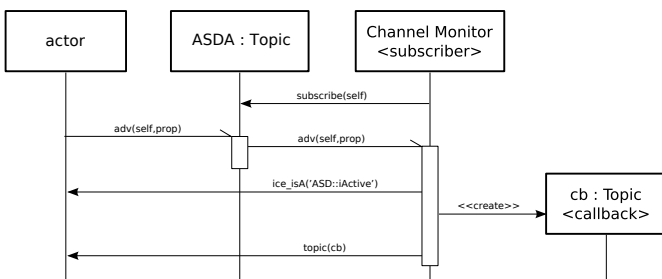 actor
ASDA : Topic
Channel Monitor
<subscriber>
subscribe(self)
adv(self,prop)
adv(self,prop)
ice_isA('ASD::iActive')
<<create>>
cb : Topic
<callback>
topic(cb)